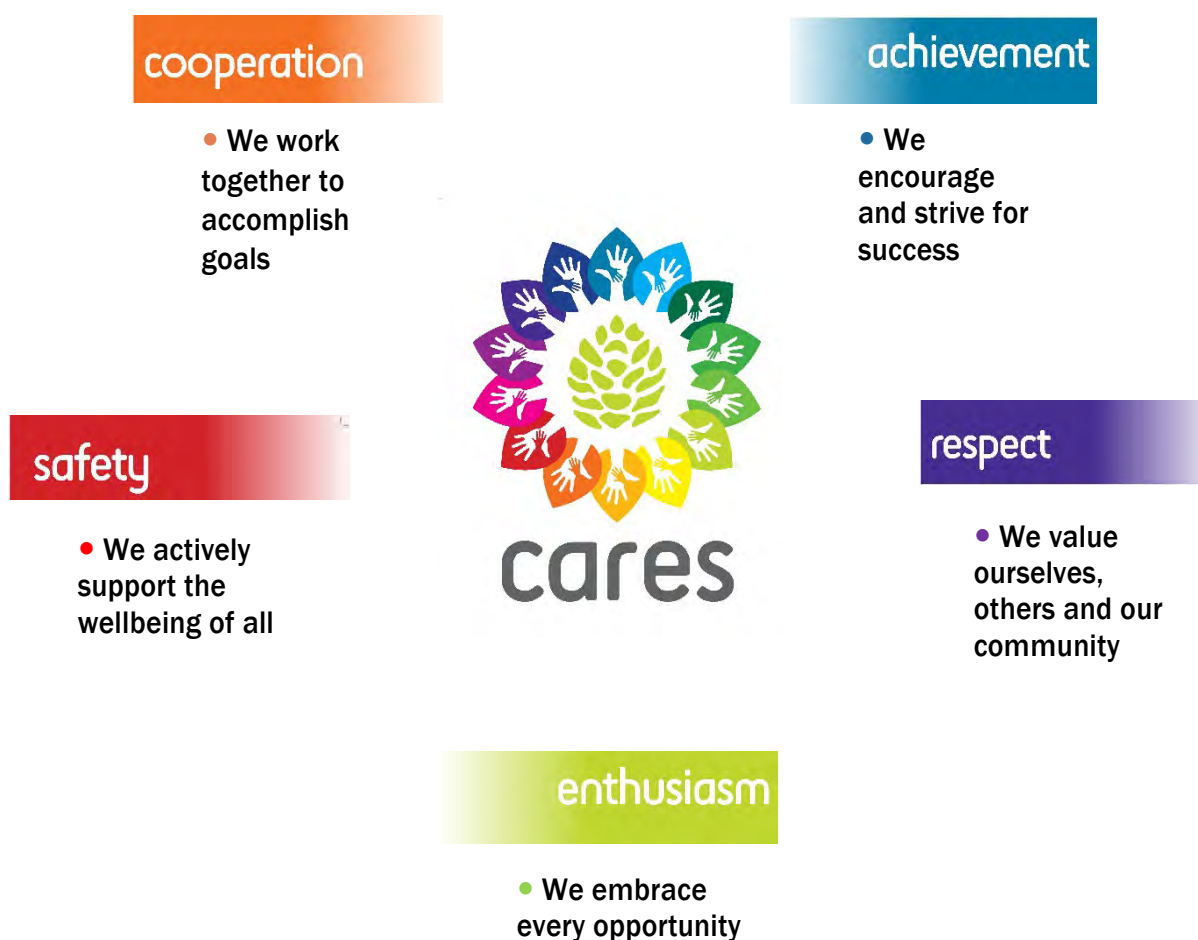 cooperation
• We work
together to
accomplish
goals
achievement
• We
encourage
and strive for
success
cares
safety
• We actively
support the
wellbeing of all
respect
• We value
ourselves,
others and our
community
enthusiasm
• We embrace
every opportunity